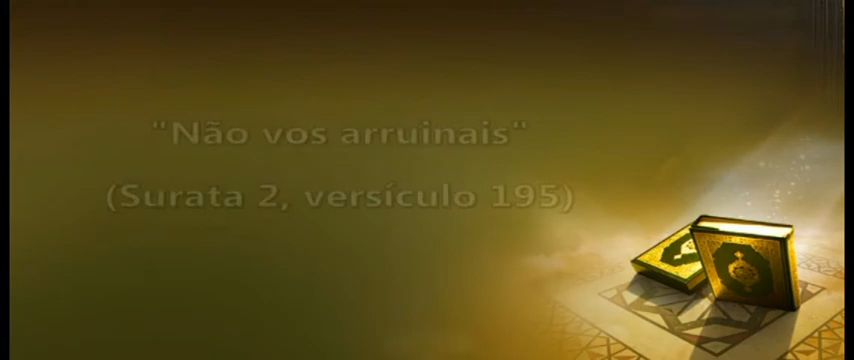 "Não vos arruinais"
(Surata 2, versículo 195)